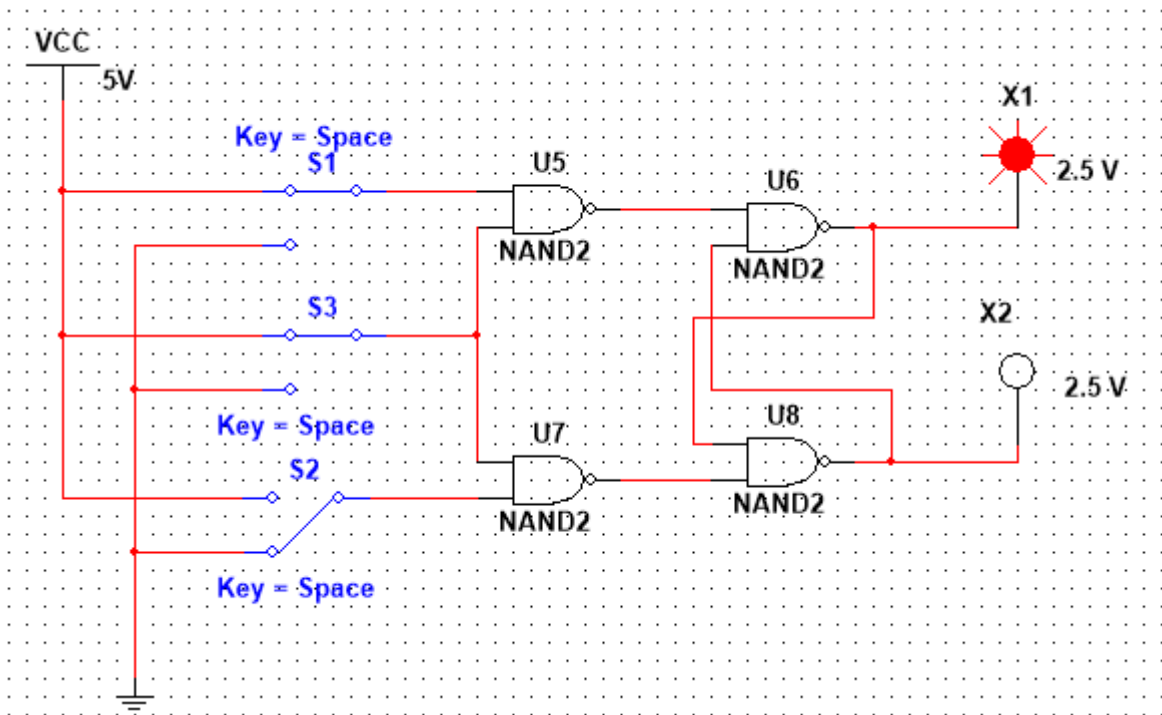 VCC
5V
X1
Key = Space
S1
U5
U6
2.5 V
NAND2
NAND2
S3
X2
2.5 V
Key = Space
U7
U8
S2
NAND2
NAND2
Key = Space